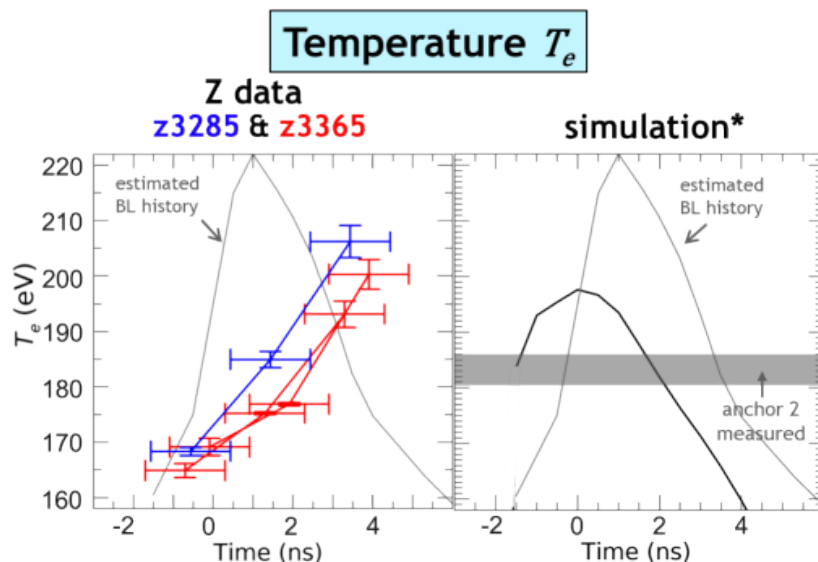 Temperature Tₑ
Z data
z3285 & z3365
simulation*
220
210
200
190
180
170
160
Tₑ (eV)
estimated
BL history
-2
0
2
4
Time (ns)
estimated
BL history
anchor 2
measured
-2
0
2
4
Time (ns)